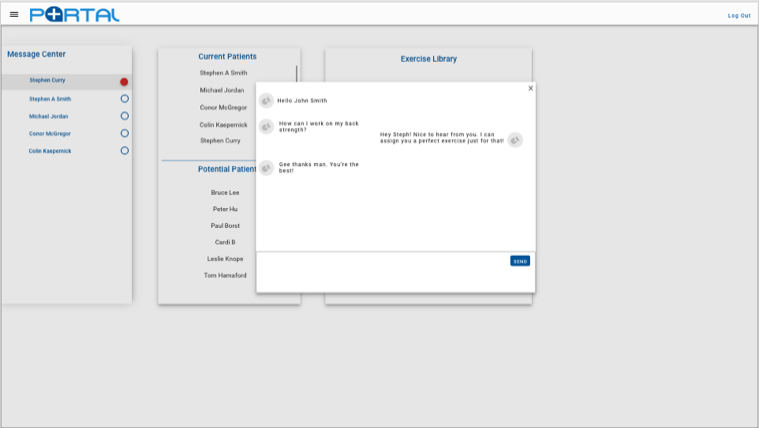 PORTAL
Log Out
Message Center
Stephen Curry
Stephen A Smith
Michael Jordan
Conor McGregor
Colin Kaepernick
Current Patients
Stephen A Smith
Michael Jordan
Conor McGregor
Colin Kaepernick
Stephen Curry
Potential Patient
Bruce Lee
Peter Hu
Paul Borst
Cardi B
Leslie Knope
Tom Hannaford
Exercise Library
X
Hello John Smith
How can I work on my back
strength?
Hey Steph! Nice to hear from you. I can
assign you a perfect exercise just for that!
Gee thanks man. You're the
best!
SEND